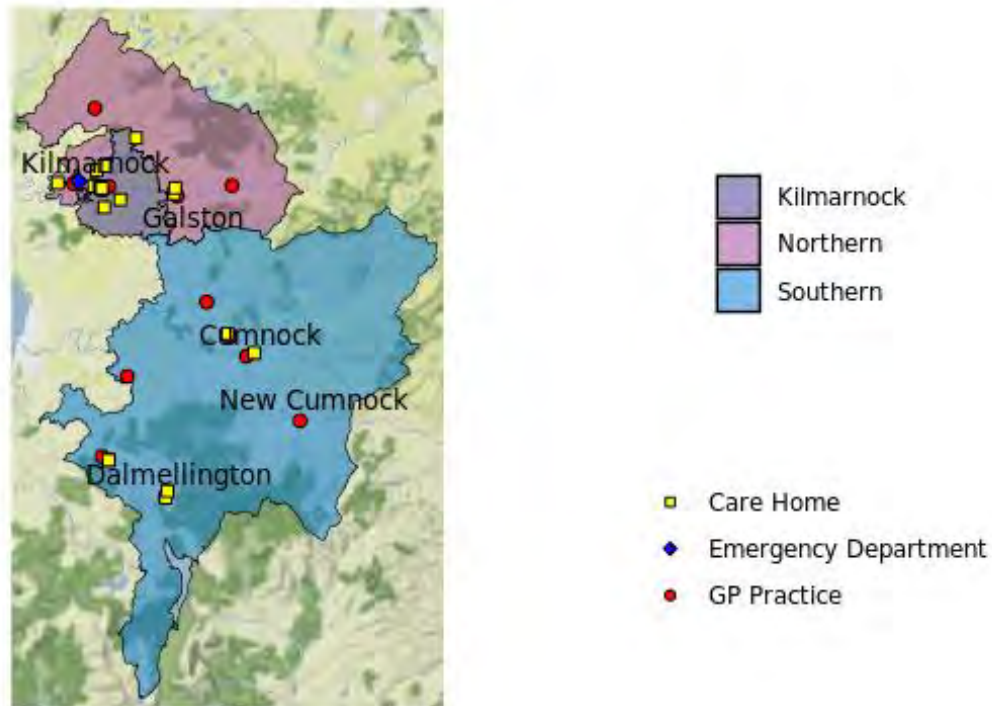 Kilmarnock
Galston
Cumnock
New Cumnock
Dalmellington
Kilmarnock
Northern
Southern
Care Home
Emergency Department
GP Practice